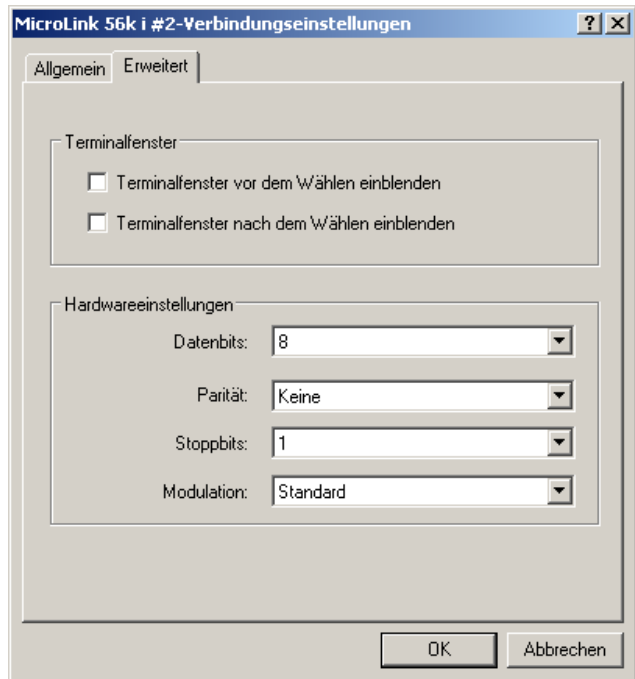 MicroLink 56k i #2-Verbindungseinstellungen
Allgemein Erweitert
Terminalfenster
Terminalfenster vor dem Wählen einblenden
Terminalfenster nach dem Wählen einblenden
Hardwareeinstellungen
Datenbits: 8
Parität: Keine
Stoppbits: 1
Modulation: Standard
OK Abbrechen